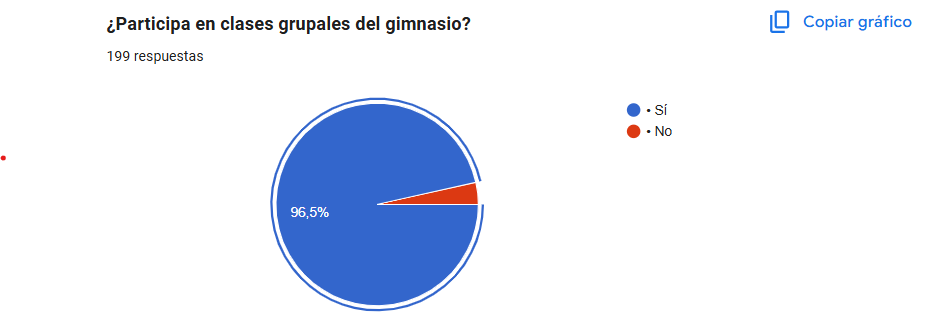 ¿Participa en clases grupales del gimnasio?
Copiar gráfico
199 respuestas
• Sí
• No
96,5%